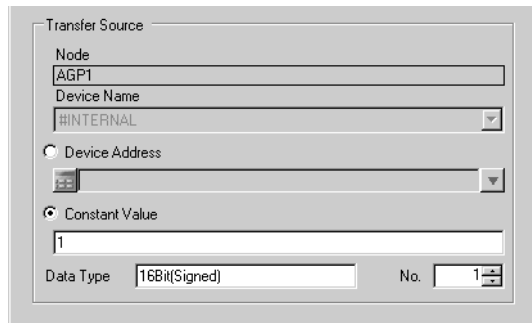 Transfer Source
Node
AGP1
Device Name
#INTERNAL
Device Address
Constant Value
1
Data Type 16Bit(Signed) No. 1